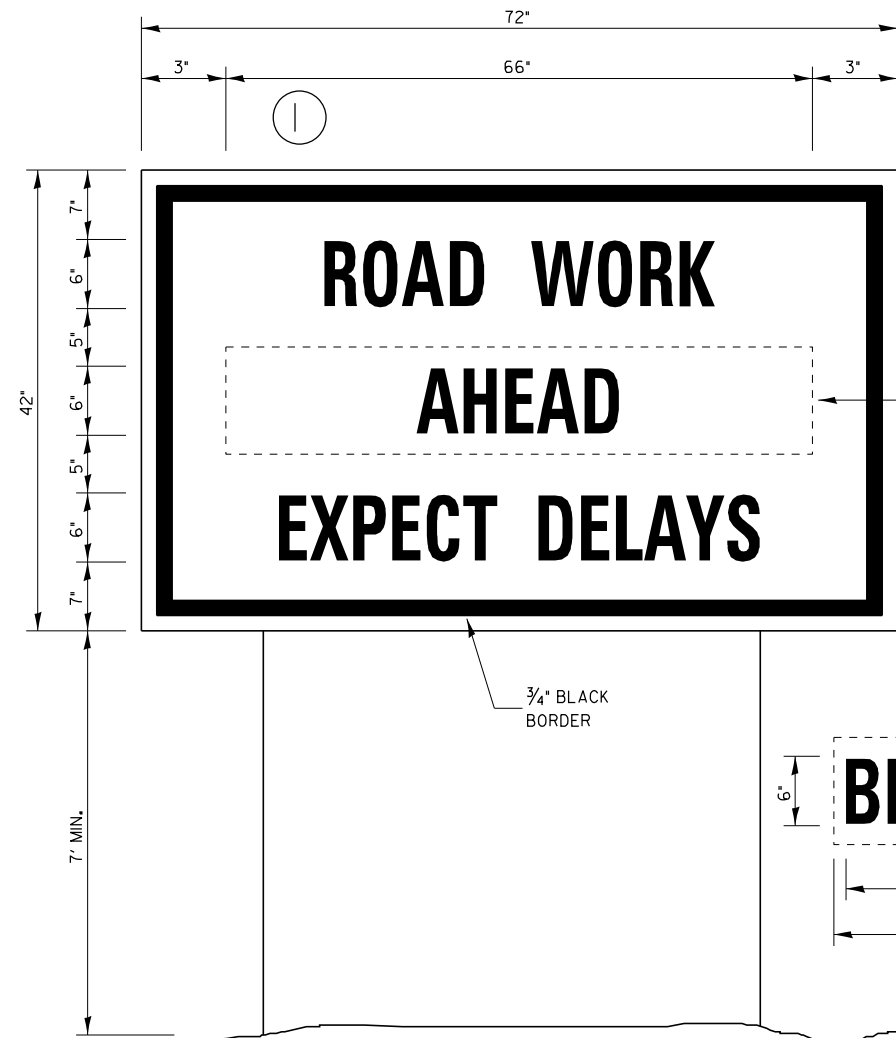 72"
3" 66" 3"
1
7"
6"
5"
6"
5"
6"
7"
42"
ROAD WORK
AHEAD
EXPECT DELAYS
3/4" BLACK
BORDER
7' MIN.
6"